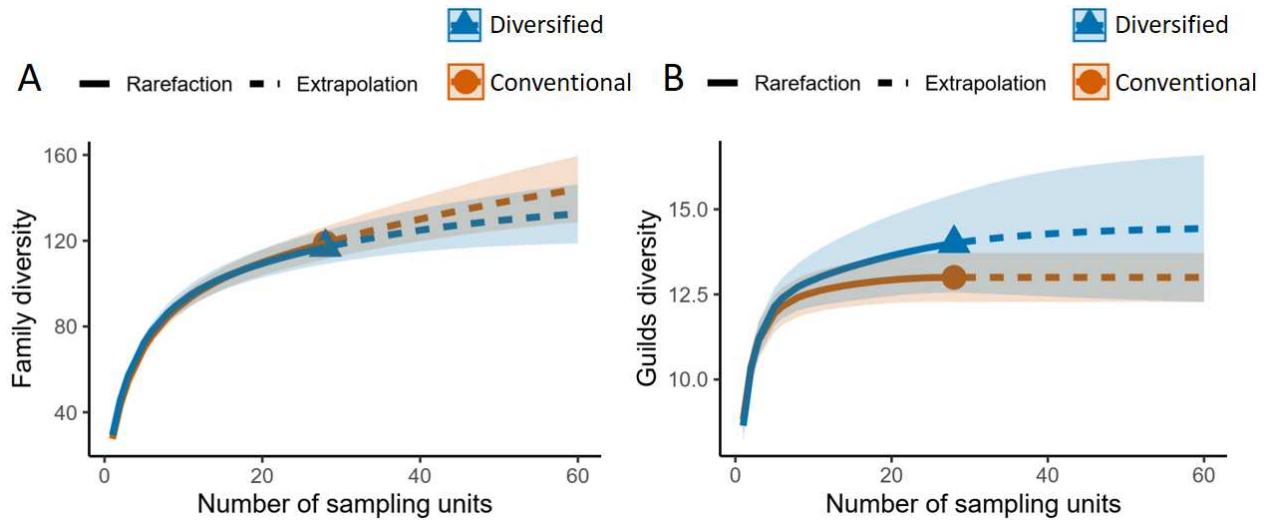 Diversified
A Rarefaction Extrapolation Conventional
160
120
80
40
Family diversity
0 20 40 60
Number of sampling units
Diversified
B Rarefaction Extrapolation Conventional
15.0
12.5
10.0
Guilds diversity
0 20 40 60
Number of sampling units